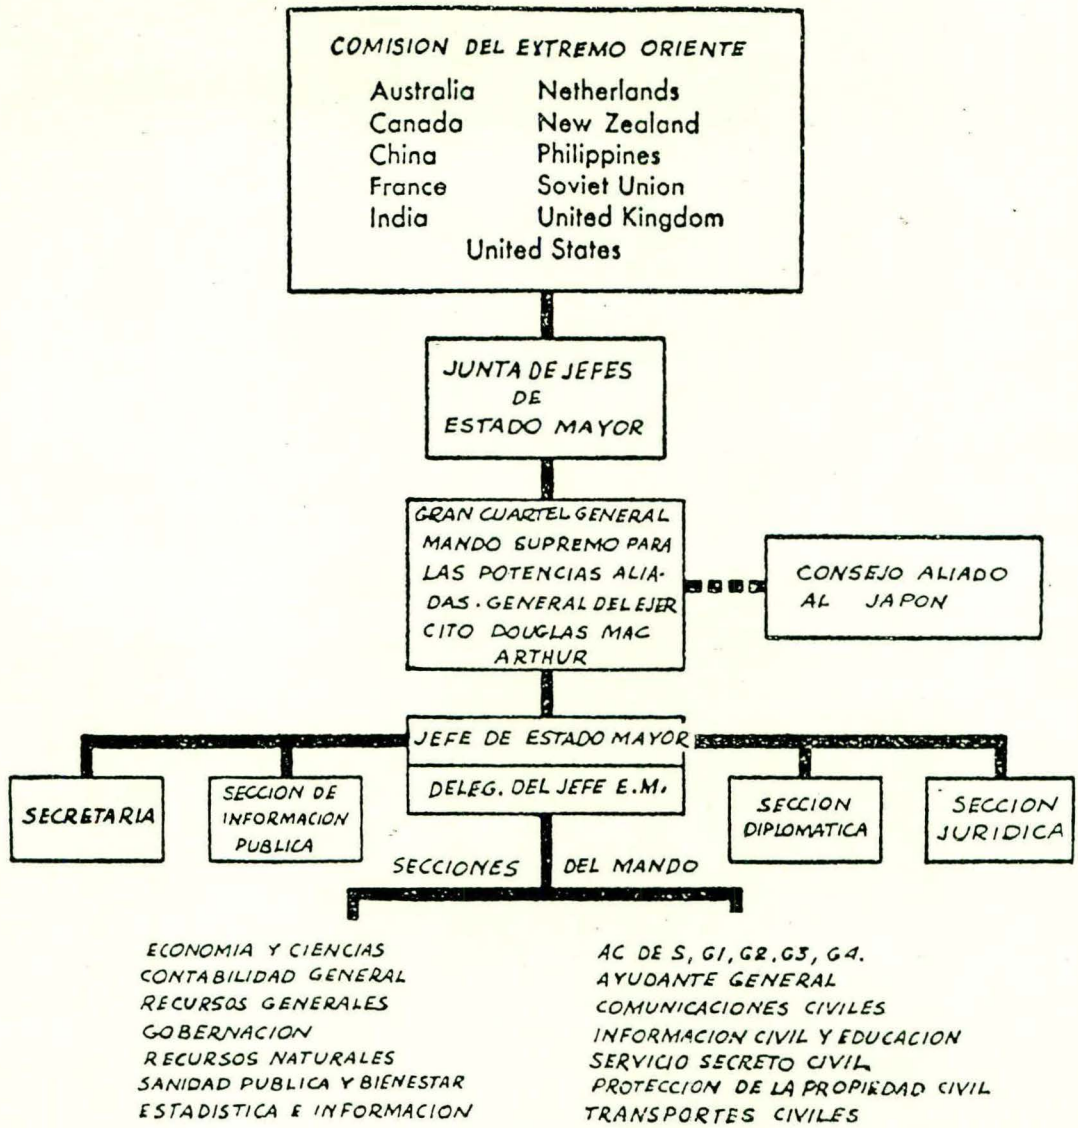 COMISION DEL EXTREMO ORIENTE
Australia Netherlands
Canada New Zealand
China Philippines
France Soviet Union
India United Kingdom
United States
JUNTA DE JEFES
DE
ESTADO MAYOR
GRAN CUARTEL GENERAL
MANDO SUPREMO PARA
LAS POTENCIAS ALIA-
DAS. GENERAL DEL EJER
CITO DOUGLAS MAC
ARTHUR
CONSEJO ALIADO
AL JAPON
JEFE DE ESTADO MAYOR
DELEG. DEL JEFE E.M.
SECRETARIA
SECCION DE
INFORMACION
PUBLICA
SECCION
DIPLOMATICA
SECCION
JURIDICA
SECCIONES DEL MANDO
ECONOMIA Y CIENCIAS
CONTABILIDAD GENERAL
RECURSOS GENERALES
GOBERNACION
RECURSOS NATURALES
SANIDAD PUBLICA Y BIENESTAR
ESTADISTICA E INFORMACION
AC DE S, G1, G2, G3, G4.
AYUDANTE GENERAL
COMUNICACIONES CIVILES
INFORMACION CIVIL Y EDUCACION
SERVICIO SECRETO CIVIL
PROTECCION DE LA PROPIEDAD CIVIL
TRANSPORTES CIVILES